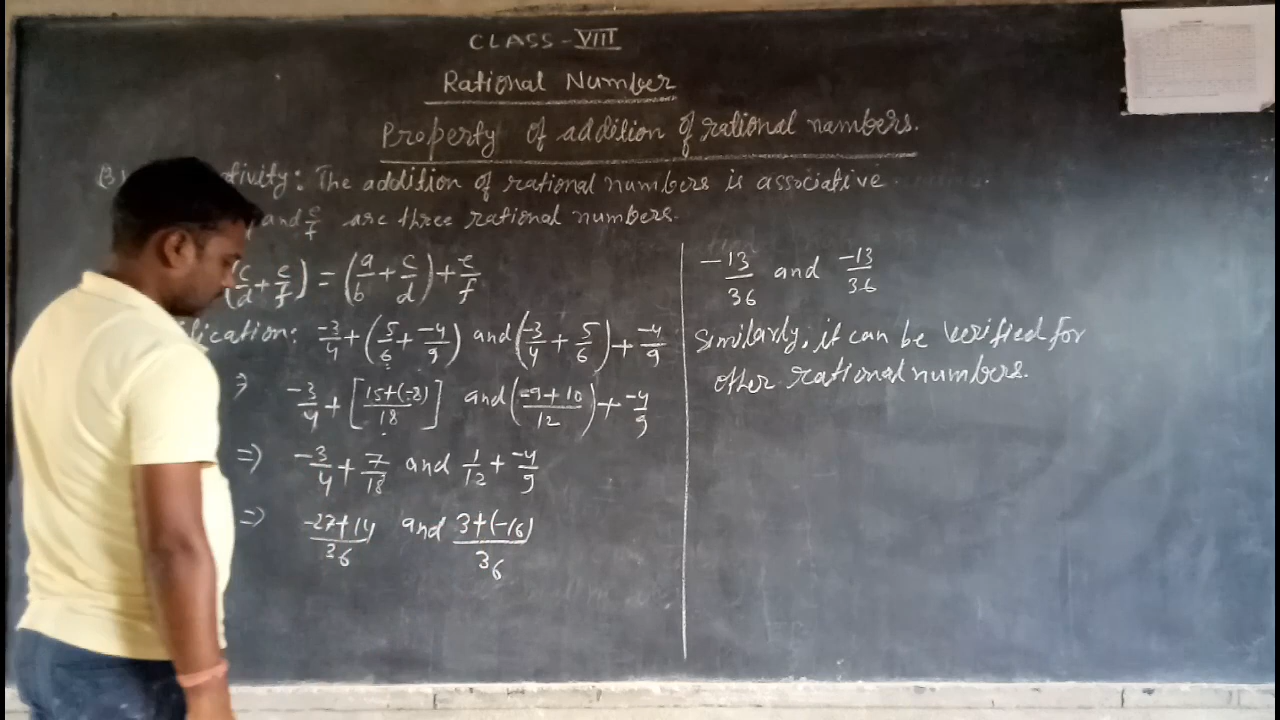 CLASS-VIII
Rational Number
Property of addition of rational numbers.
The addition of rational numbers is associative
and e/f are three rational numbers.
(c/d + e/f) = (a/b + c/d) + e/f
-3/4 + (5/6 + -4/9) and (-3/4 + 5/6) + -4/9
⇒ -3/4 + [15+(-8)/18] and (-9+10/12) + -4/9
⇒ -3/4 + 7/18 and 1/12 + -4/9
⇒ -27+14/36 and 3+(-16)/36
-13/36 and -13/36
Similarly, it can be verified for
other rational numbers.